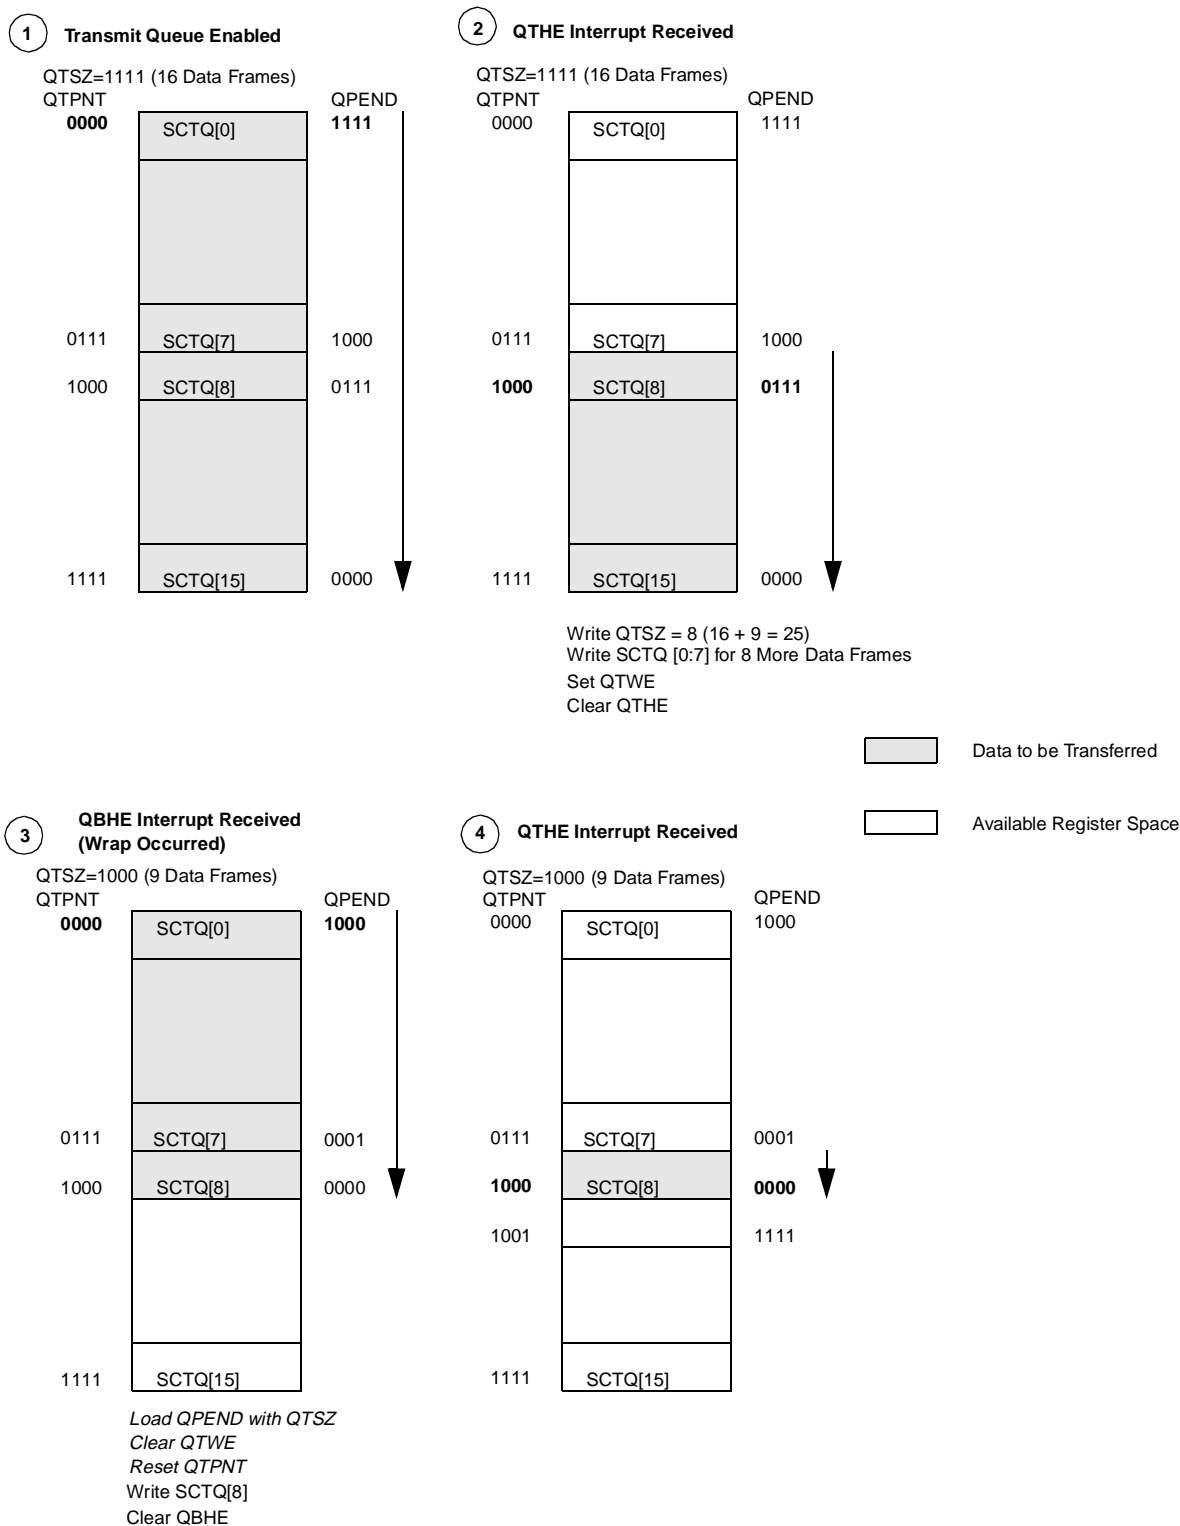 1 Transmit Queue Enabled
QTSZ=1111 (16 Data Frames)
QTPNT QPEND
0000 SCTQ[0] 1111
0111 SCTQ[7] 1000
1000 SCTQ[8] 0111
1111 SCTQ[15] 0000
2 QTHE Interrupt Received
QTSZ=1111 (16 Data Frames)
QTPNT QPEND
0000 SCTQ[0] 1111
0111 SCTQ[7] 1000
1000 SCTQ[8] 0111
1111 SCTQ[15] 0000
Write QTSZ = 8 (16 + 9 = 25)
Write SCTQ [0:7] for 8 More Data Frames
Set QTWE
Clear QTHE
Data to be Transferred
Available Register Space
3 QBHE Interrupt Received
(Wrap Occurred)
QTSZ=1000 (9 Data Frames)
QTPNT QPEND
0000 SCTQ[0] 1000
0111 SCTQ[7] 0001
1000 SCTQ[8] 0000
1111 SCTQ[15]
Load QPEND with QTSZ
Clear QTWE
Reset QTPNT
Write SCTQ[8]
Clear QBHE
4 QTHE Interrupt Received
QTSZ=1000 (9 Data Frames)
QTPNT QPEND
0000 SCTQ[0] 1000
0111 SCTQ[7] 0001
1000 SCTQ[8] 0000
1001 1111
1111 SCTQ[15]